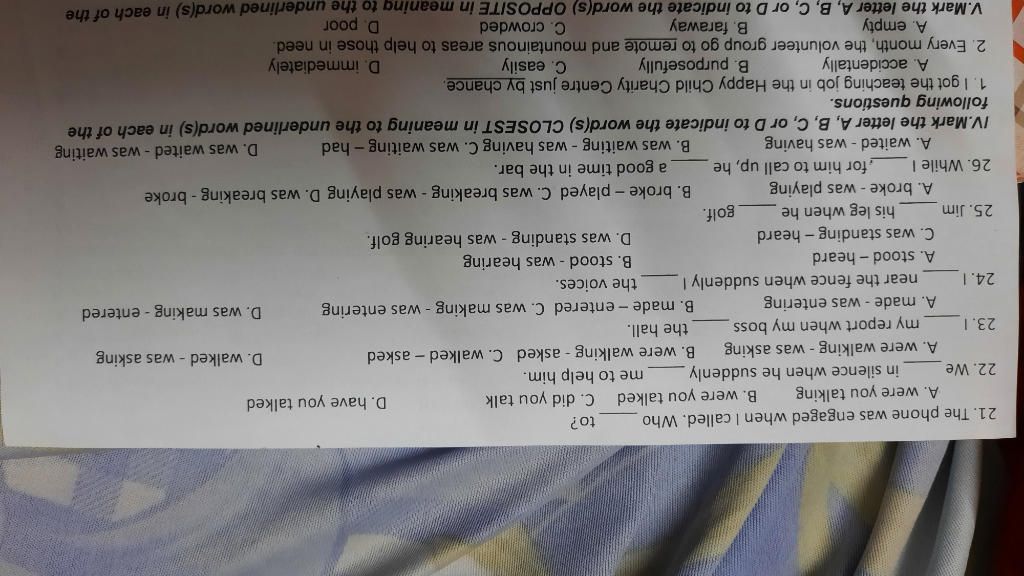 21. The phone was engaged when I called. Who _____ to?
A. were you talking B. were you talked C. did you talk D. have you talked
22. We _____ in silence when he suddenly _____ me to help him.
A. were walking - was asking B. were walking - asked C. walked – asked D. walked - was asking
23. I _____ my report when my boss _____ the hall.
A. made - was entering B. made – entered C. was making - was entering D. was making - entered
24. I _____ near the fence when suddenly I _____ the voices.
A. stood – heard B. stood - was hearing
C. was standing – heard D. was standing - was hearing golf.
25. Jim _____ his leg when he _____ golf.
A. broke - was playing B. broke – played C. was breaking - was playing D. was breaking - broke
26. While I _____,for him to call up, he _____ a good time in the bar.
A. waited - was having B. was waiting - was having C. was waiting – had D. was waited - was waiting
IV.Mark the letter A, B, C, or D to indicate the word(s) CLOSEST in meaning to the underlined word(s) in each of the
following questions.
1. I got the teaching job in the Happy Child Charity Centre just by chance.
A. accidentally B. purposefully C. easily D. immediately
2. Every month, the volunteer group go to remote and mountainous areas to help those in need.
A. empty B. faraway C. crowded D. poor
V.Mark the letter A, B, C, or D to indicate the word(s) OPPOSITE in meaning to the underlined word(s) in each of the